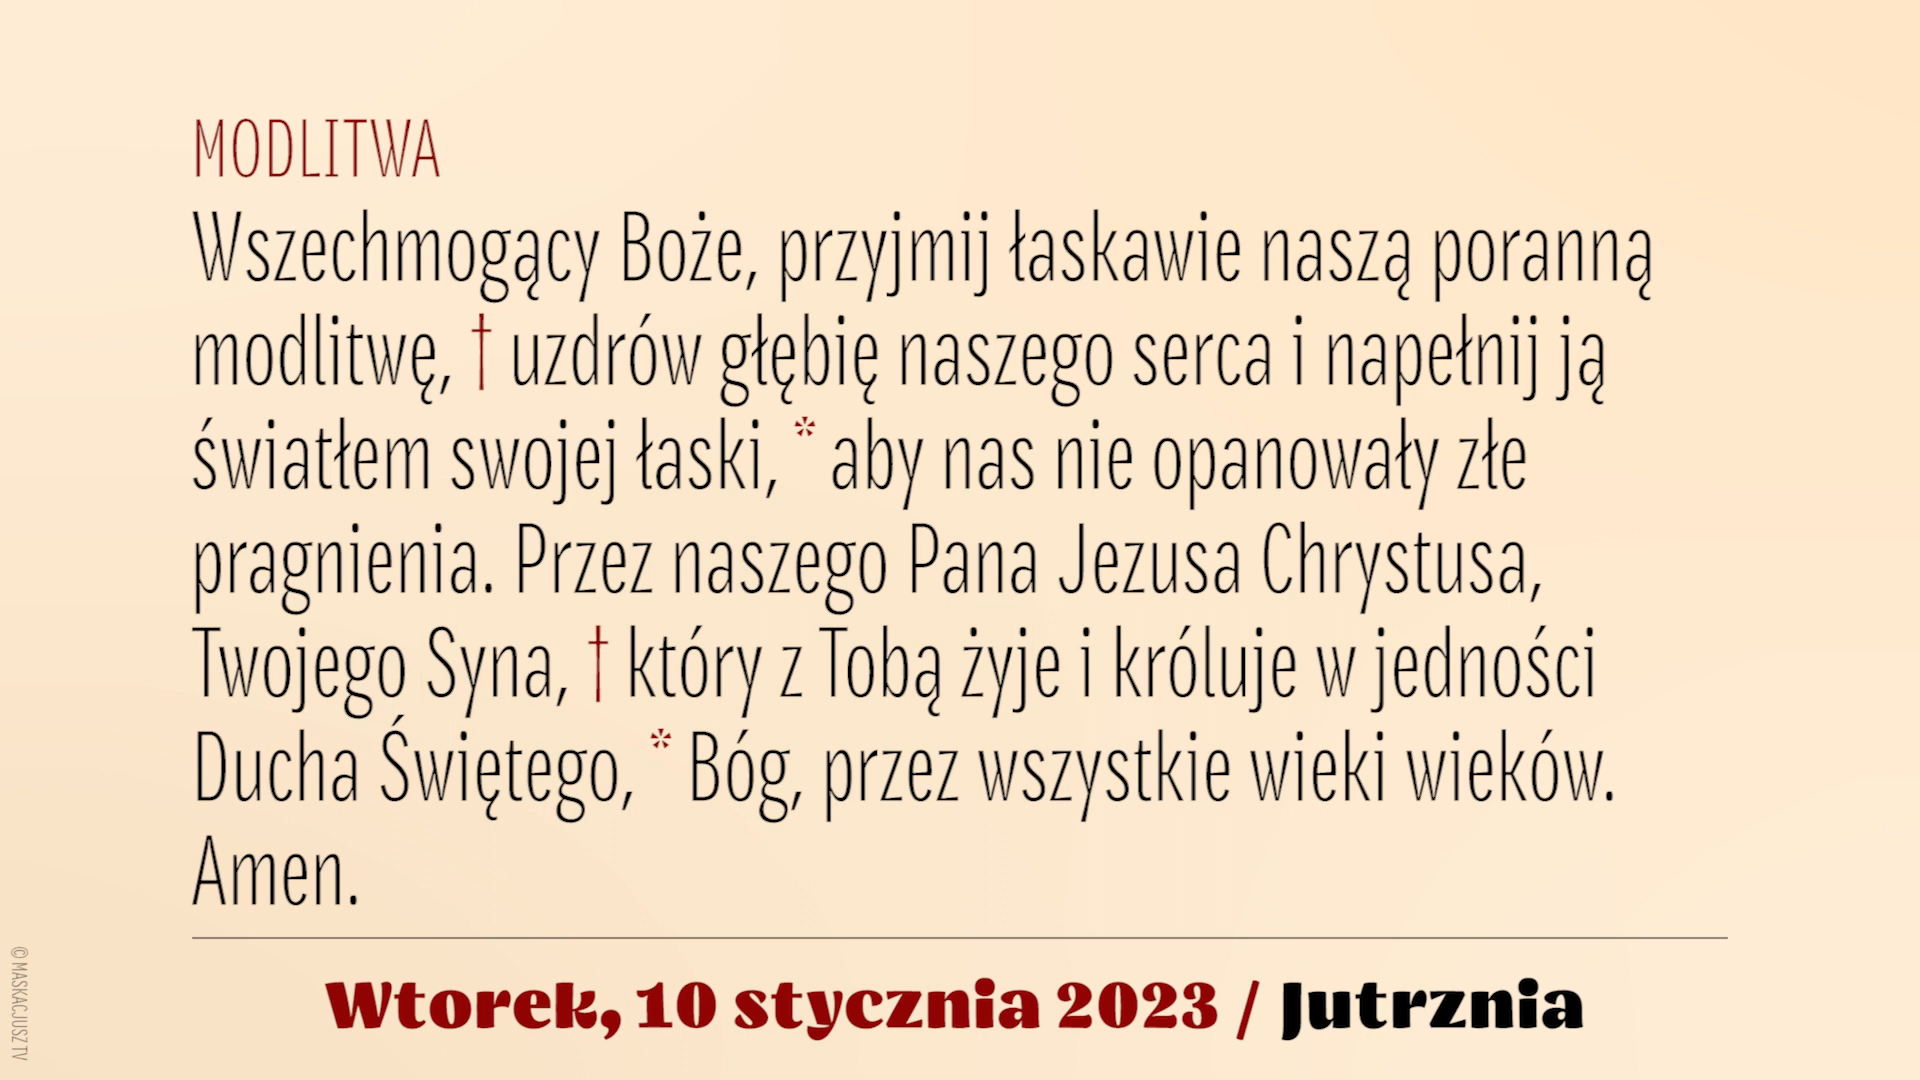 MODLITWA
Wszechmogący Boże, przyjmij łaskawie naszą poranną
modlitwę, † uzdrów głębię naszego serca i napełnij ją
światłem swojej łaski, * aby nas nie opanowały złe
pragnienia. Przez naszego Pana Jezusa Chrystusa,
Twojego Syna, † który z Tobą żyje i króluje w jedności
Ducha Świętego, * Bóg, przez wszystkie wieki wieków.
Amen.
Wtorek, 10 stycznia 2023 / Jutrznia
© MASKACJUSZ TV